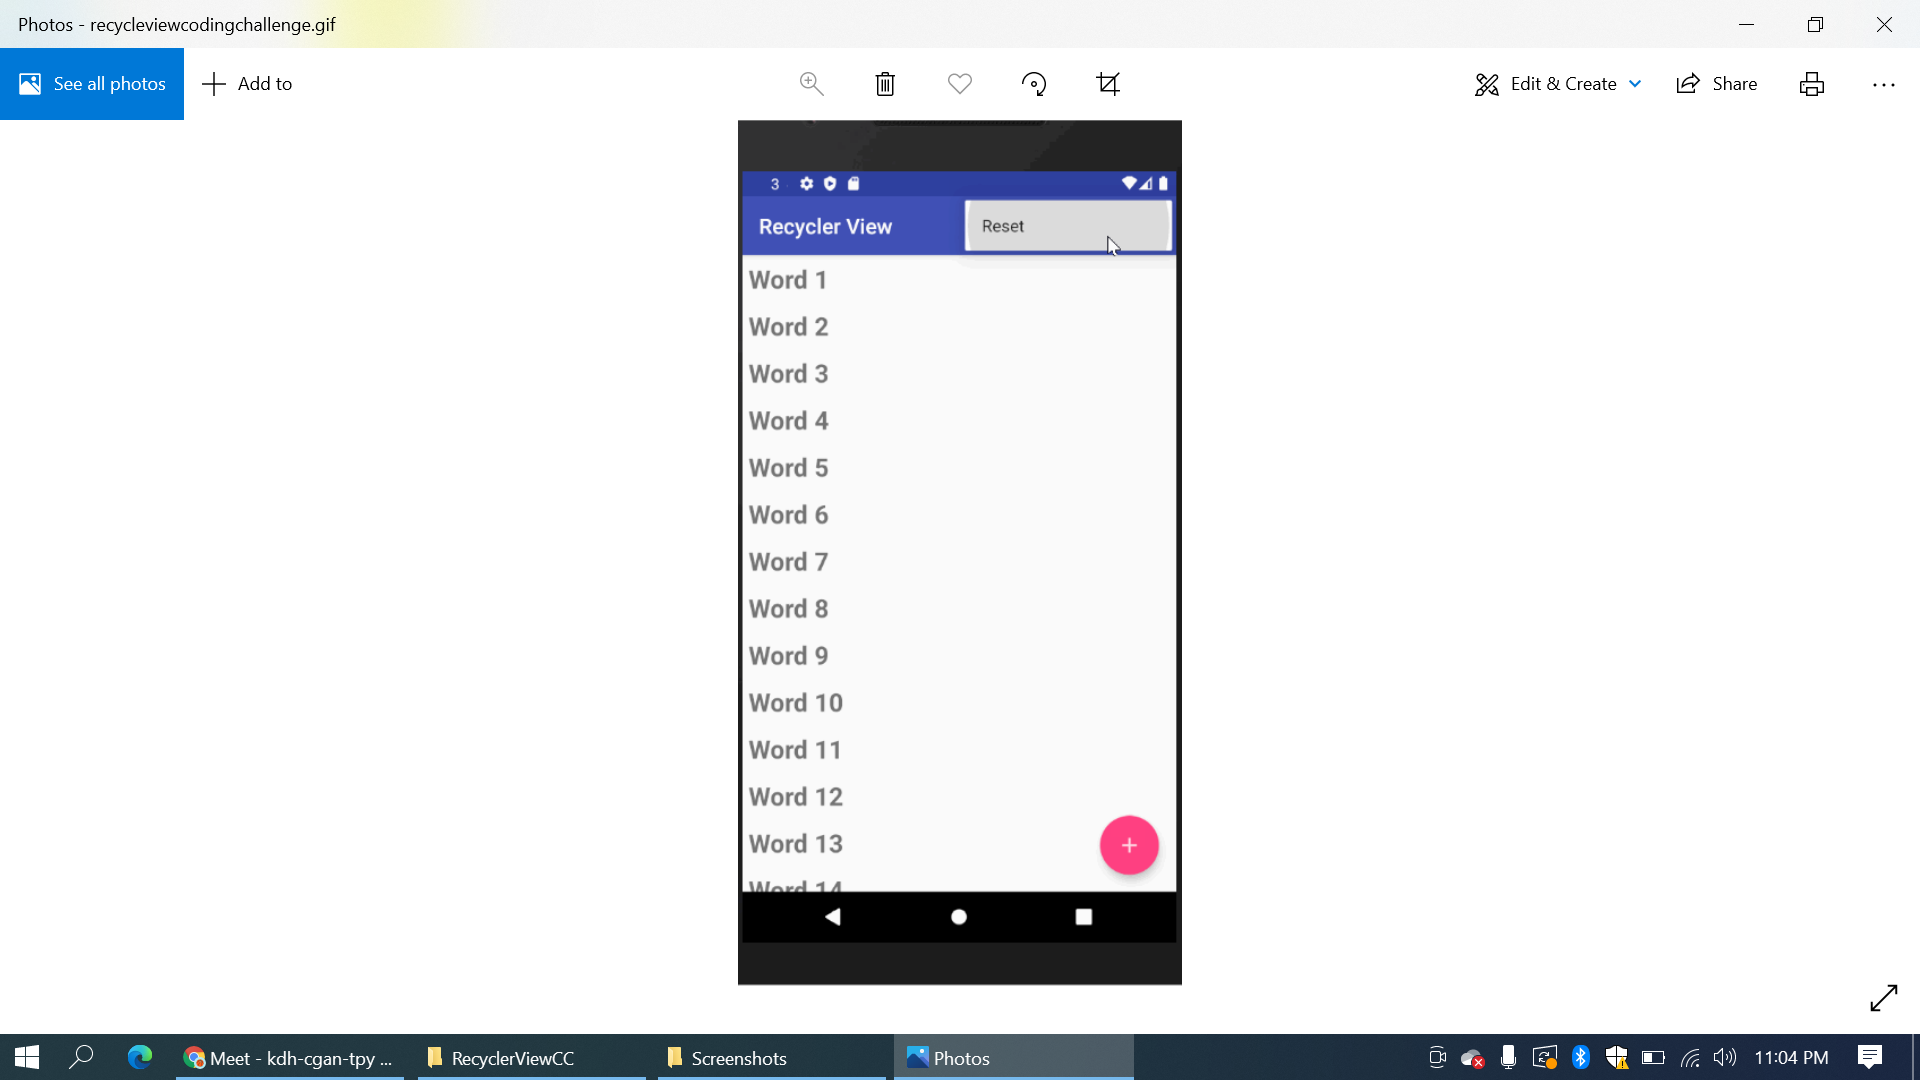 Photos - recycleviewcodingchallenge.gif
See all photos
Add to
Edit & Create
Share
3
Recycler View
Reset
Word 1
Word 2
Word 3
Word 4
Word 5
Word 6
Word 7
Word 8
Word 9
Word 10
Word 11
Word 12
Word 13
Word 14
Meet - kdh-cgan-tpy ...
RecyclerViewCC
Screenshots
Photos
11:04 PM